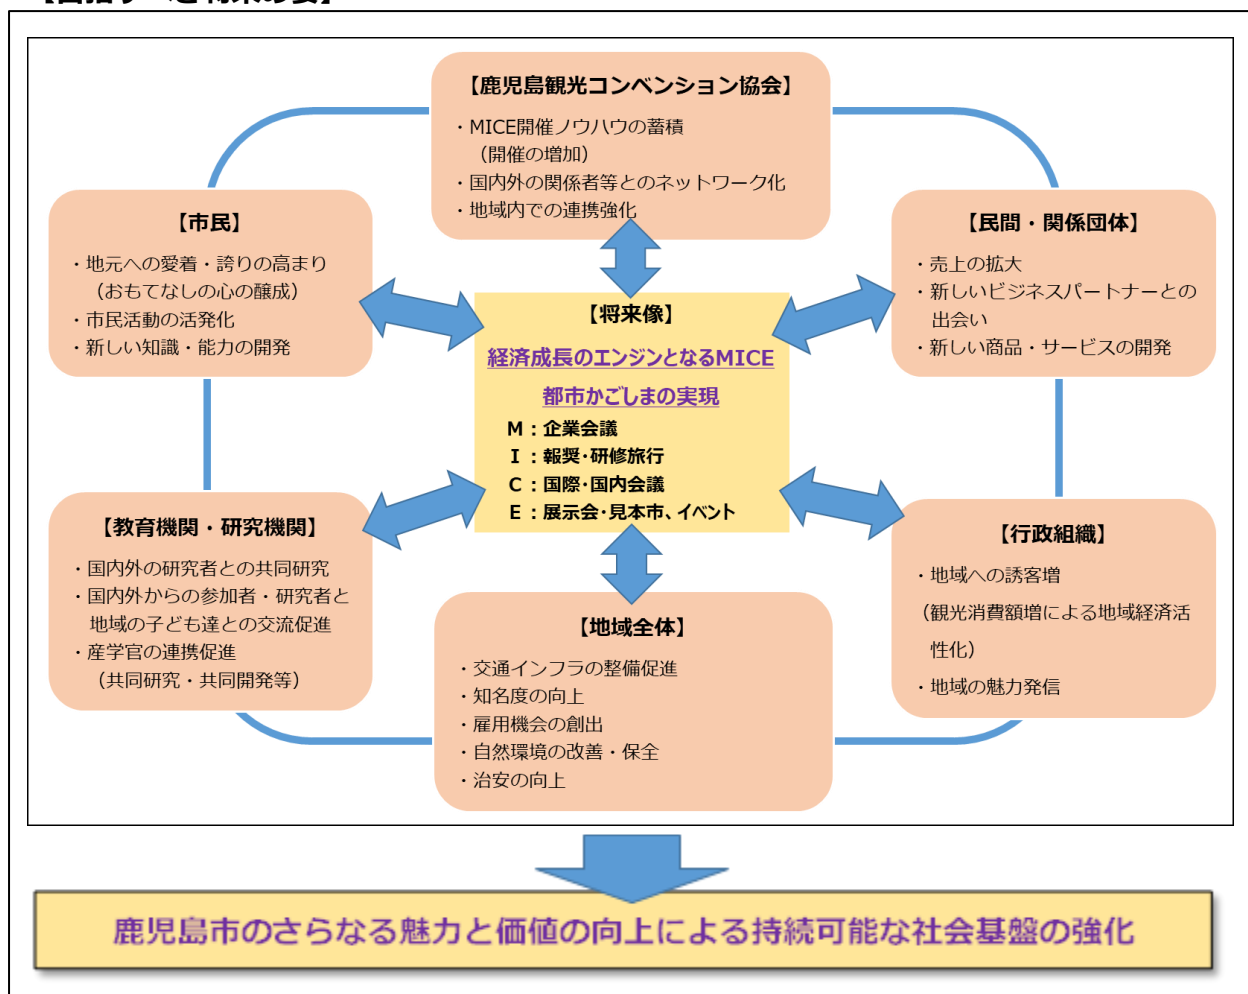 【鹿児島観光コンベンション協会】
・MICE開催ノウハウの蓄積
（開催の増加）
・国内外の関係者等とのネットワーク化
・地域内での連携強化
【市民】
・地元への愛着・誇りの高まり
（おもてなしの心の醸成）
・市民活動の活発化
・新しい知識・能力の開発
【民間・関係団体】
・売上の拡大
・新しいビジネスパートナーとの
出会い
・新しい商品・サービスの開発
【将来像】
経済成長のエンジンとなるMICE
都市かごしまの実現
M：企業会議
I：報奨・研修旅行
C：国際・国内会議
E：展示会・見本市、イベント
【教育機関・研究機関】
・国内外の研究者との共同研究
・国内外からの参加者・研究者と
地域の子ども達との交流促進
・産学官の連携促進
（共同研究・共同開発等）
【行政組織】
・地域への誘客増
（観光消費額増による地域経済活
性化）
・地域の魅力発信
【地域全体】
・交通インフラの整備促進
・知名度の向上
・雇用機会の創出
・自然環境の改善・保全
・治安の向上
鹿児島市のさらなる魅力と価値の向上による持続可能な社会基盤の強化